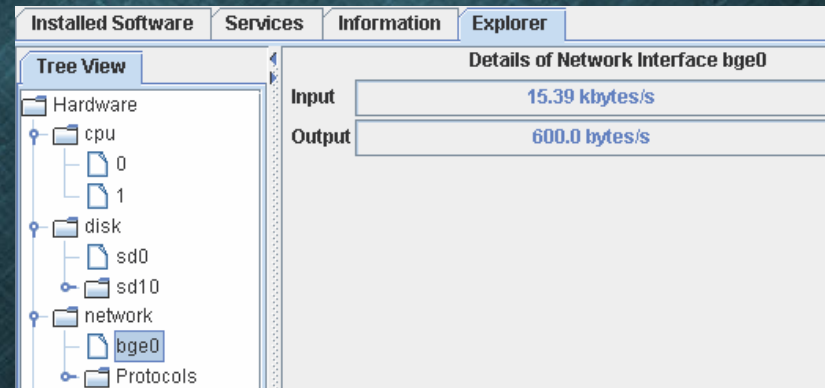 Installed Software Services Information Explorer
Tree View
Hardware
cpu
0
1
disk
sd0
sd10
network
bge0
Protocols
Details of Network Interface bge0
Input 15.39 kbytes/s
Output 600.0 bytes/s